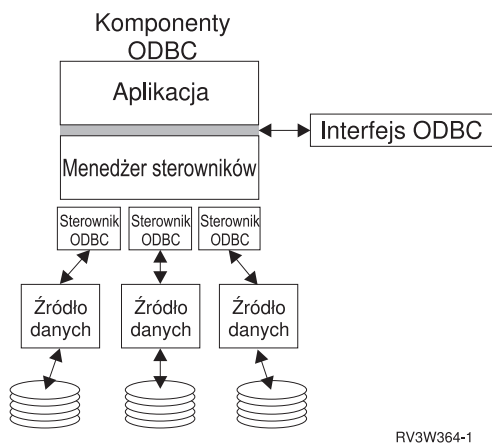 Komponenty
ODBC
Aplikacja
Interfejs ODBC
Menedżer sterowników
Sterownik
ODBC
Sterownik
ODBC
Sterownik
ODBC
Źródło
danych
Źródło
danych
Źródło
danych
RV3W364-1